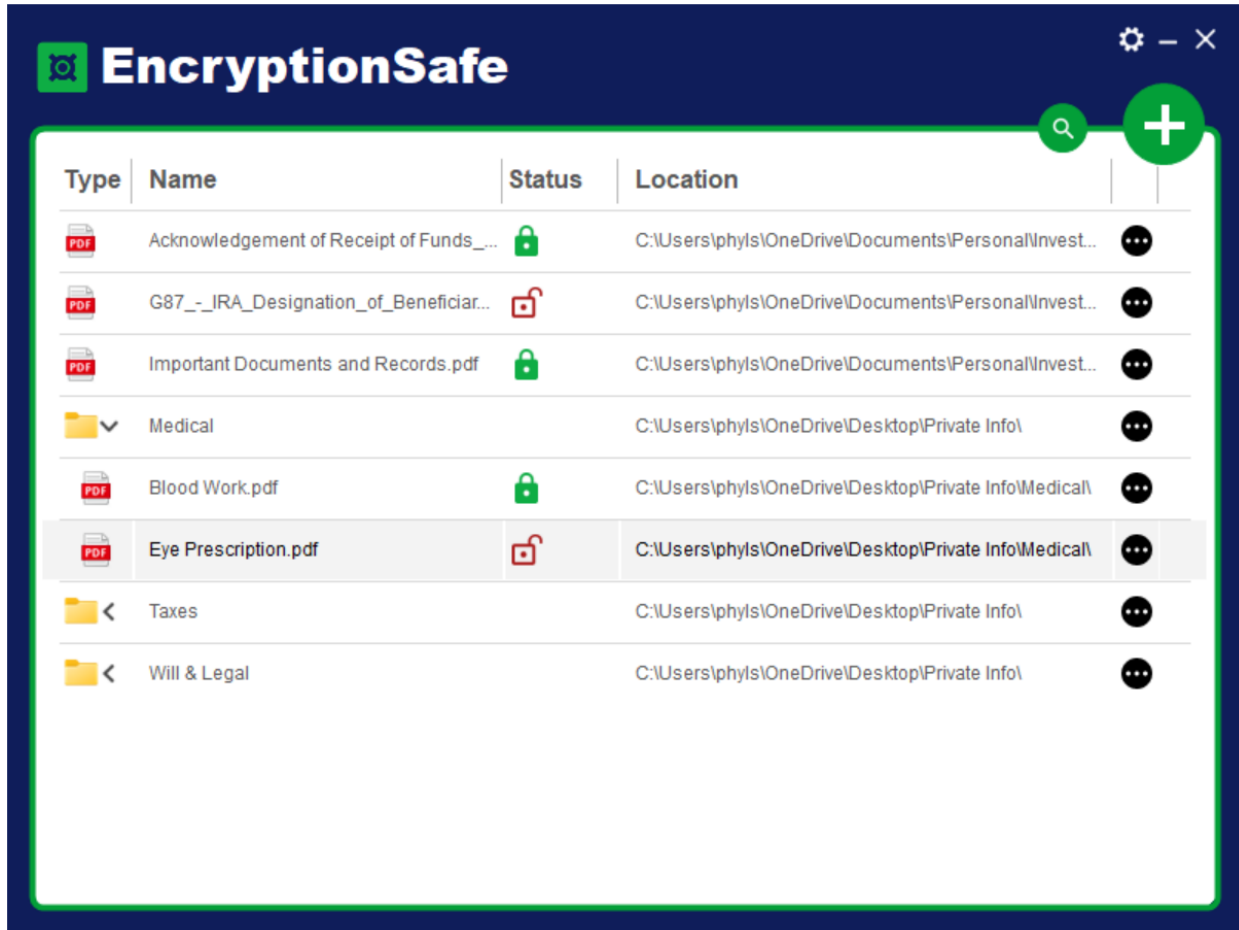 EncryptionSafe
Type Name Status Location
PDF Acknowledgement of Receipt of Funds_... C:\Users\phyls\OneDrive\Documents\Personal\Invest...
PDF G87_-_IRA_Designation_of_Beneficiar... C:\Users\phyls\OneDrive\Documents\Personal\Invest...
PDF Important Documents and Records.pdf C:\Users\phyls\OneDrive\Documents\Personal\Invest...
Medical C:\Users\phyls\OneDrive\Desktop\Private Info\
PDF Blood Work.pdf C:\Users\phyls\OneDrive\Desktop\Private Info\Medical\
PDF Eye Prescription.pdf C:\Users\phyls\OneDrive\Desktop\Private Info\Medical\
Taxes C:\Users\phyls\OneDrive\Desktop\Private Info\
Will & Legal C:\Users\phyls\OneDrive\Desktop\Private Info\